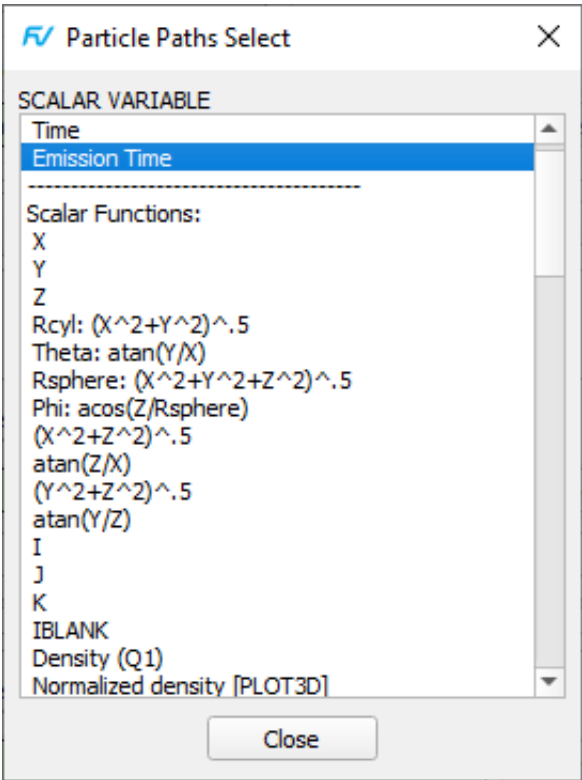 FV Particle Paths Select
SCALAR VARIABLE
Time
Emission Time
----------------------------------------
Scalar Functions:
X
Y
Z
Rcyl: (X^2+Y^2)^.5
Theta: atan(Y/X)
Rsphere: (X^2+Y^2+Z^2)^.5
Phi: acos(Z/Rsphere)
(X^2+Z^2)^.5
atan(Z/X)
(Y^2+Z^2)^.5
atan(Y/Z)
I
J
K
IBLANK
Density (Q1)
Normalized density [PLOT3D]
Close